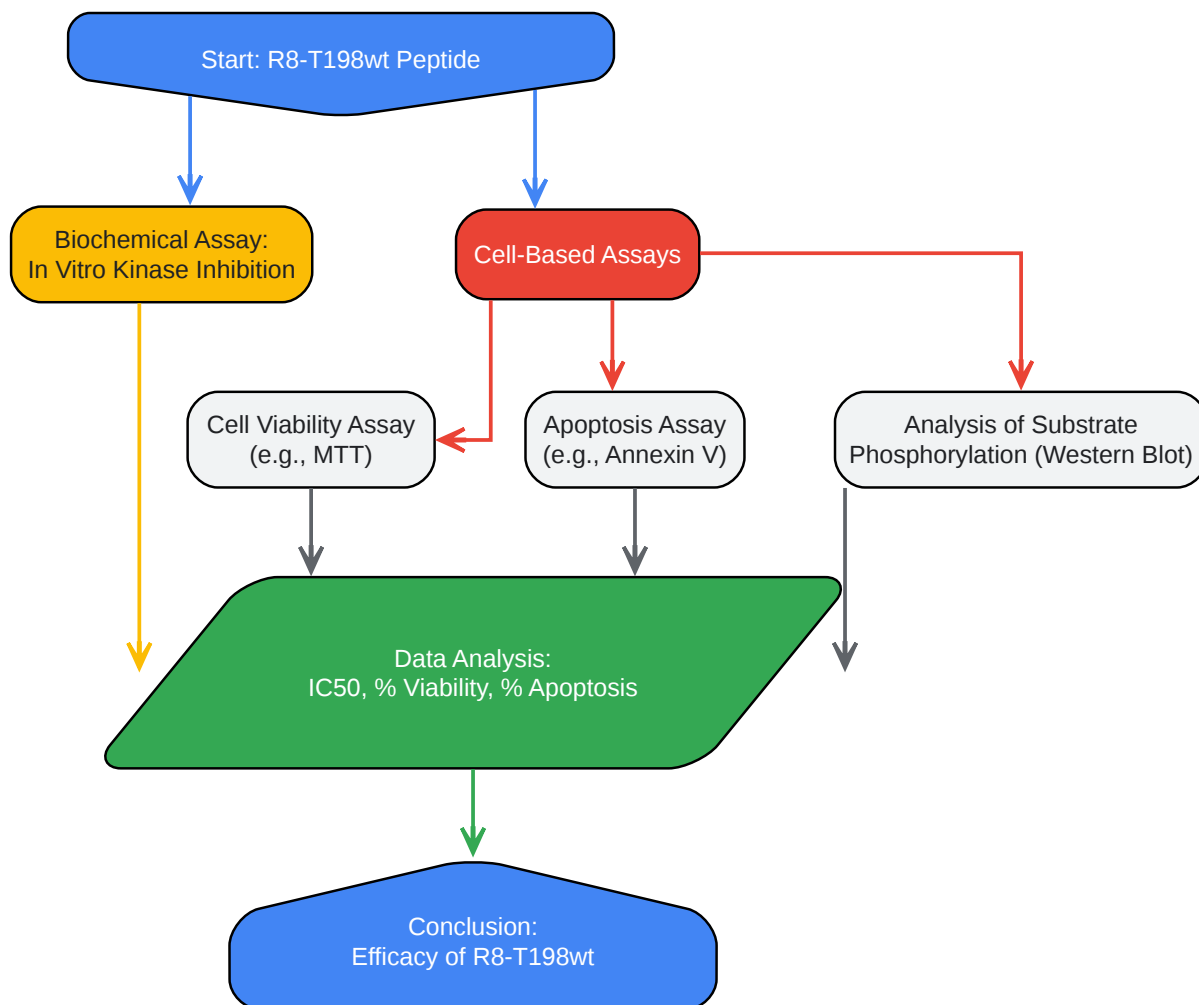 Start: R8-T198wt Peptide
Biochemical Assay:
In Vitro Kinase Inhibition
Cell-Based Assays
Cell Viability Assay
(e.g., MTT)
Apoptosis Assay
(e.g., Annexin V)
Analysis of Substrate
Phosphorylation (Western Blot)
Data Analysis:
IC50, % Viability, % Apoptosis
Conclusion:
Efficacy of R8-T198wt